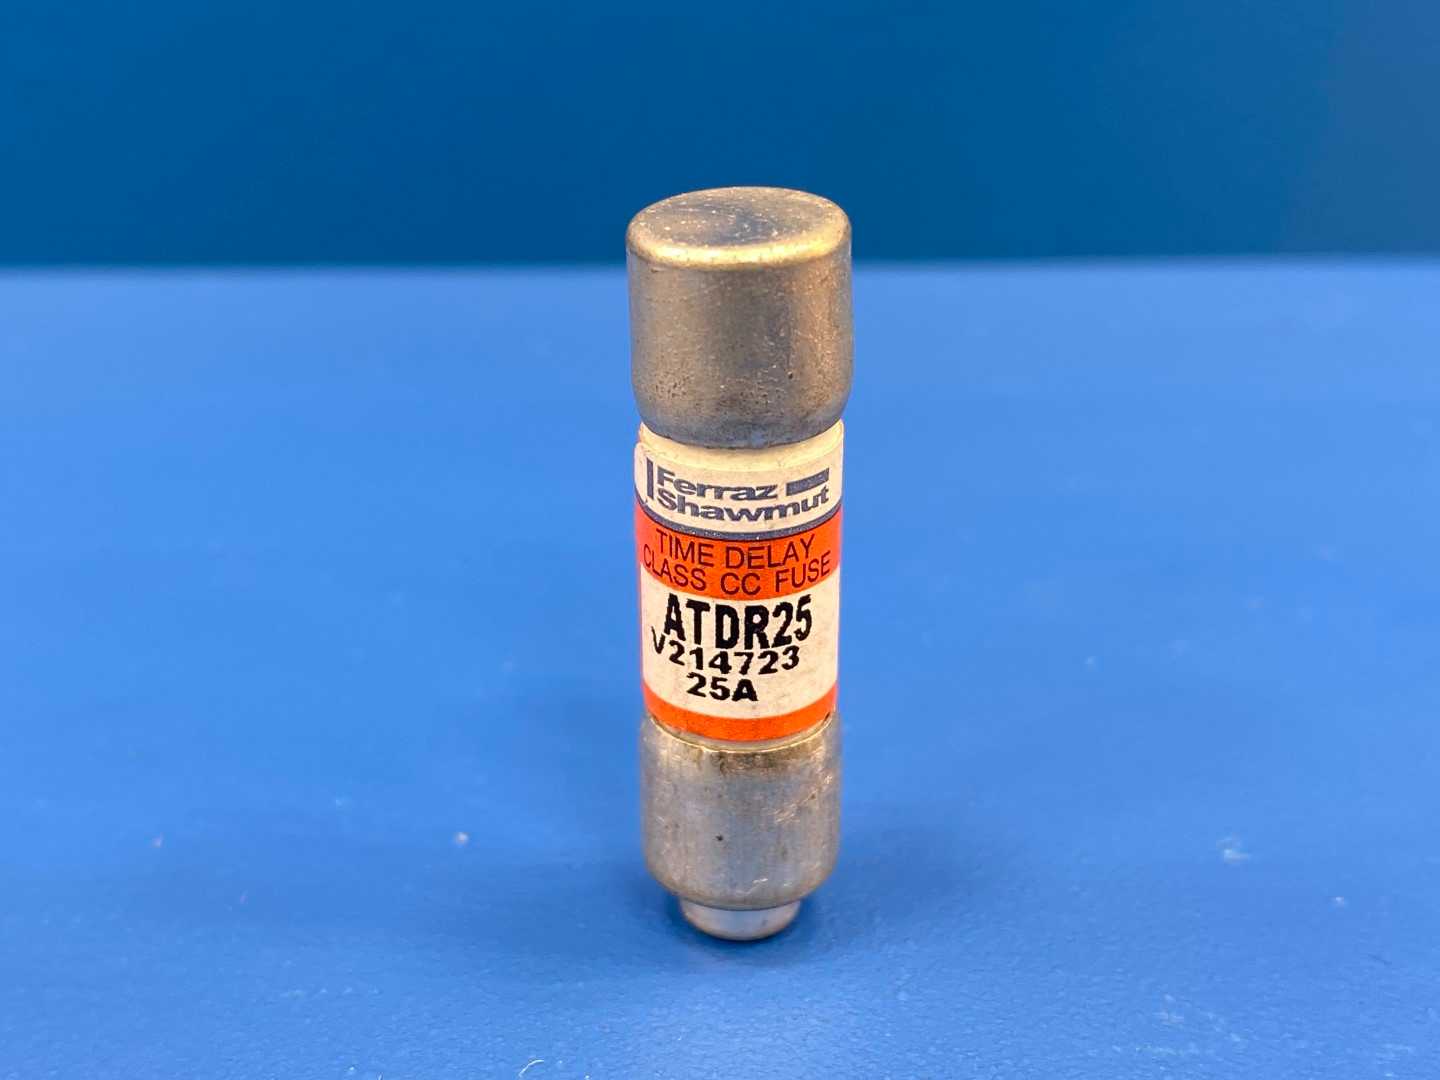 Ferraz
Shawmut
TIME DELAY
CLASS CC FUSE
ATDR25
V214723
25A